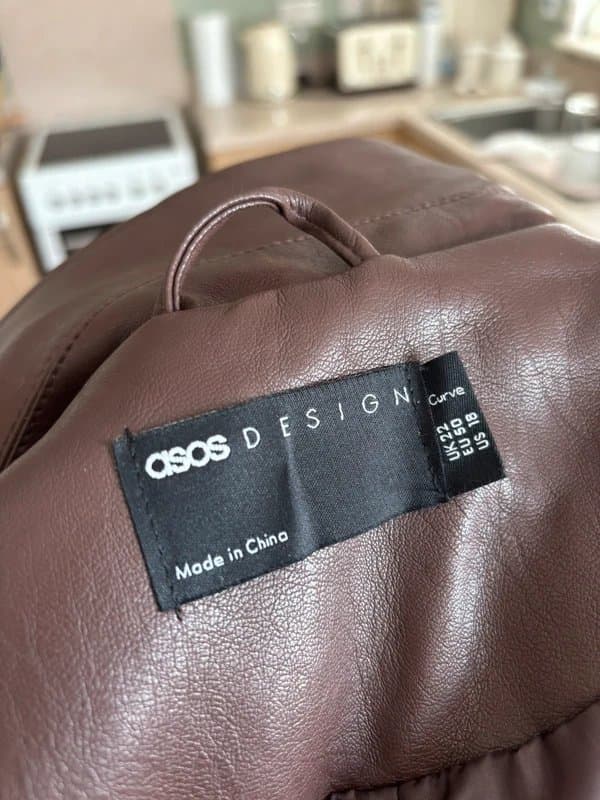 asos DESIGN
Made in China
Curve
UK 22
EU 50
US 18